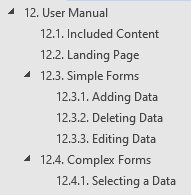 12. User Manual
12.1. Included Content
12.2. Landing Page
12.3. Simple Forms
12.3.1. Adding Data
12.3.2. Deleting Data
12.3.3. Editing Data
12.4. Complex Forms
12.4.1. Selecting a Data